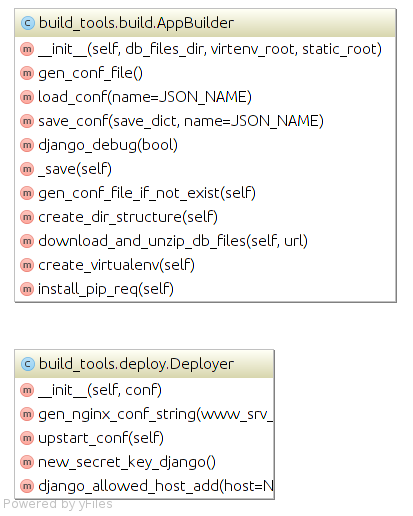 C build_tools.build.AppBuilder
m __init__(self, db_files_dir, virtenv_root, static_root)
m gen_conf_file()
m load_conf(name=JSON_NAME)
m save_conf(save_dict, name=JSON_NAME)
m django_debug(bool)
m _save(self)
m gen_conf_file_if_not_exist(self)
m create_dir_structure(self)
m download_and_unzip_db_files(self, url)
m create_virtualenv(self)
m install_pip_req(self)
C build_tools.deploy.Deployer
m __init__(self, conf)
m gen_nginx_conf_string(www_srv_
m upstart_conf(self)
m new_secret_key_django()
m django_allowed_host_add(host=N
Powered by yFiles